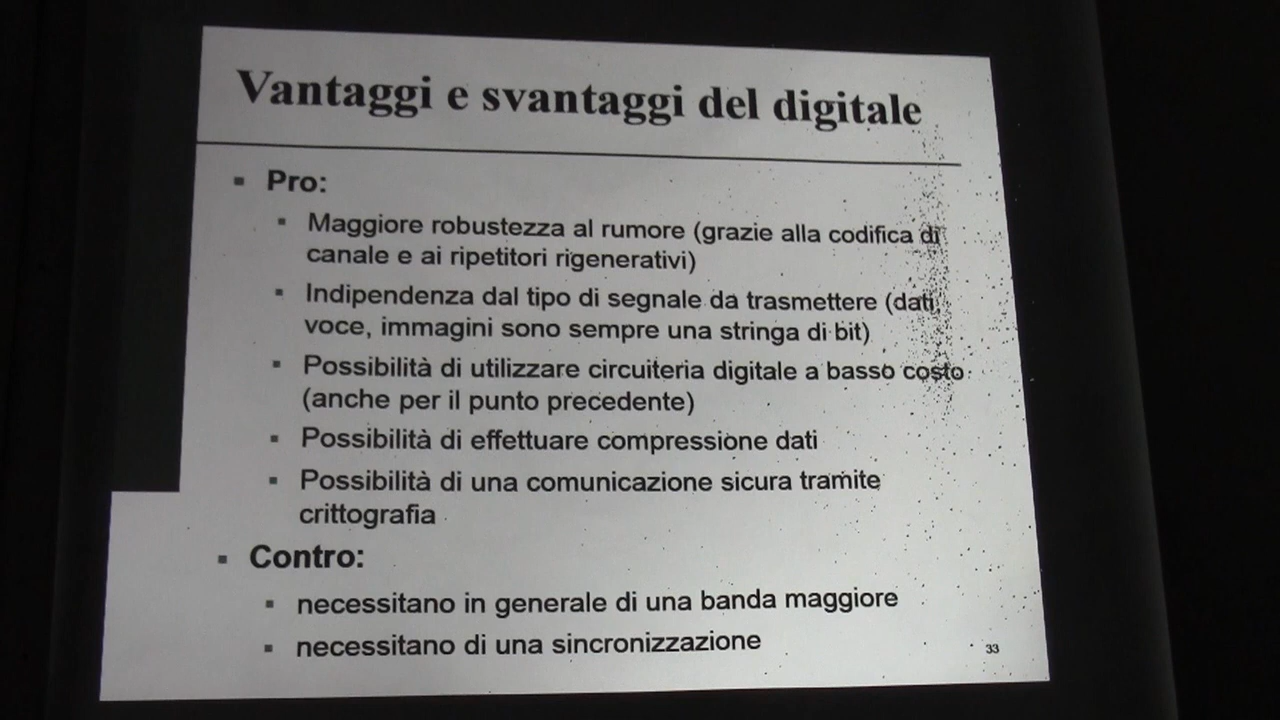 Vantaggi e svantaggi del digitale
▪ Pro:
▪ Maggiore robustezza al rumore (grazie alla codifica di
canale e ai ripetitori rigenerativi)
▪ Indipendenza dal tipo di segnale da trasmettere (dati,
voce, immagini sono sempre una stringa di bit)
▪ Possibilità di utilizzare circuiteria digitale a basso costo
(anche per il punto precedente)
▪ Possibilità di effettuare compressione dati
▪ Possibilità di una comunicazione sicura tramite
crittografia
▪ Contro:
▪ necessitano in generale di una banda maggiore
▪ necessitano di una sincronizzazione
33